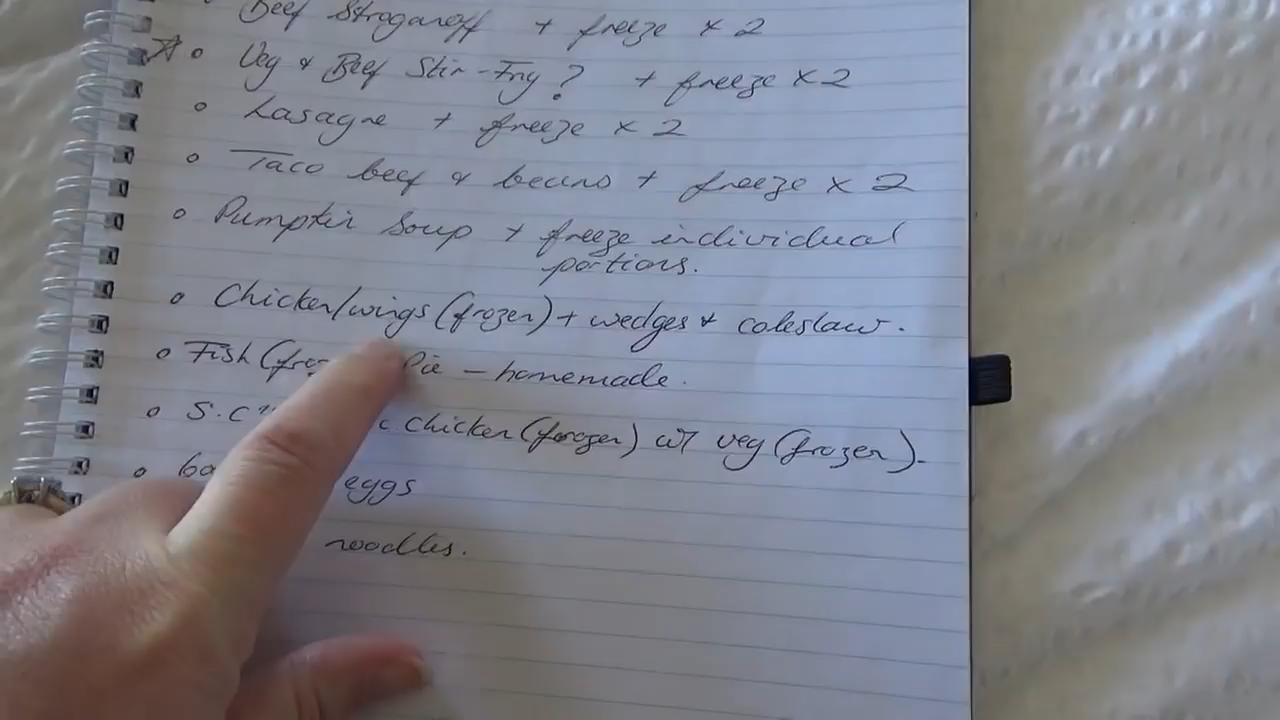 Beef Stroganoff + freeze x 2
Veg & Beef Stir-Fry? + freeze x 2
Lasagne + freeze x 2
Taco beef & beans + freeze x 2
Pumpkin Soup + freeze individual
portions.
Chicken/wings (frozen) + wedges & coleslaw.
Fish Pie - homemade.
S.C chicken (frozen) w/ veg (frozen).
eggs
noodles.